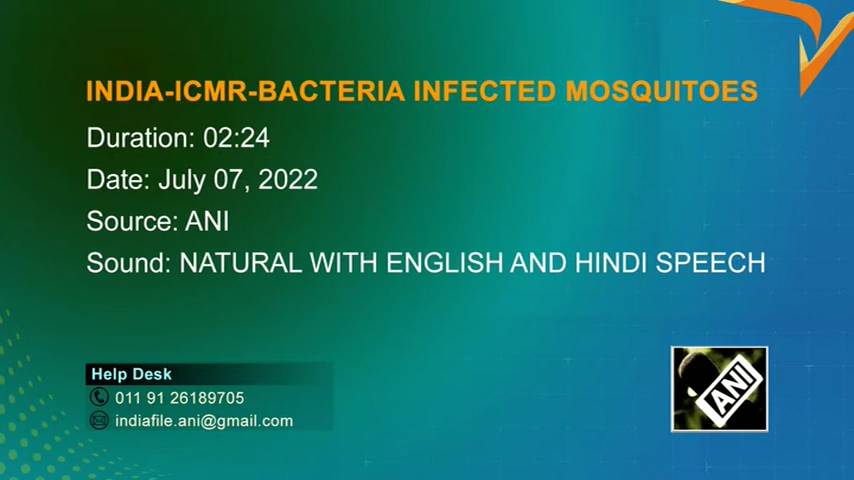 INDIA-ICMR-BACTERIA INFECTED MOSQUITOES
Duration: 02:24
Date: July 07, 2022
Source: ANI
Sound: NATURAL WITH ENGLISH AND HINDI SPEECH
Help Desk
011 91 26189705
indiafile.ani@gmail.com
ANI